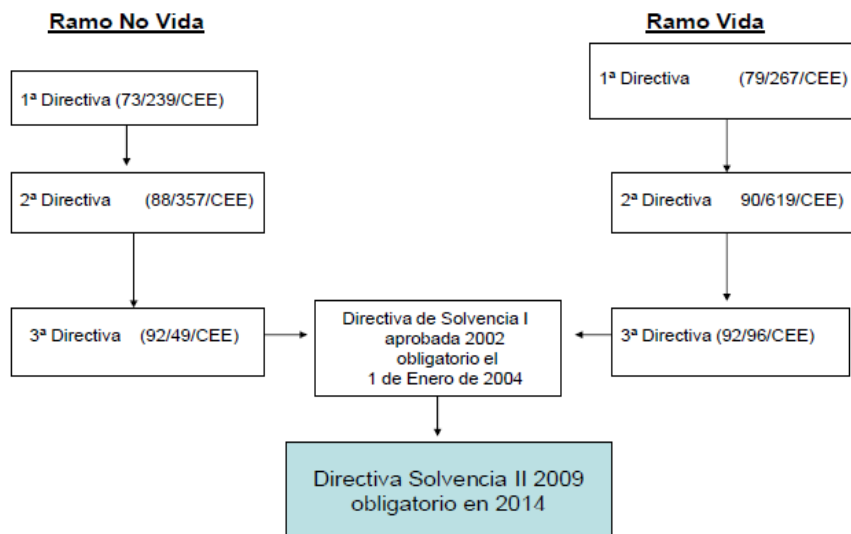 Ramo No Vida
Ramo Vida
1ª Directiva (73/239/CEE)
1ª Directiva (79/267/CEE)
2ª Directiva (88/357/CEE)
2ª Directiva 90/619/CEE)
3ª Directiva (92/49/CEE)
Directiva de Solvencia I
aprobada 2002
obligatorio el
1 de Enero de 2004
3ª Directiva (92/96/CEE)
Directiva Solvencia II 2009
obligatorio en 2014